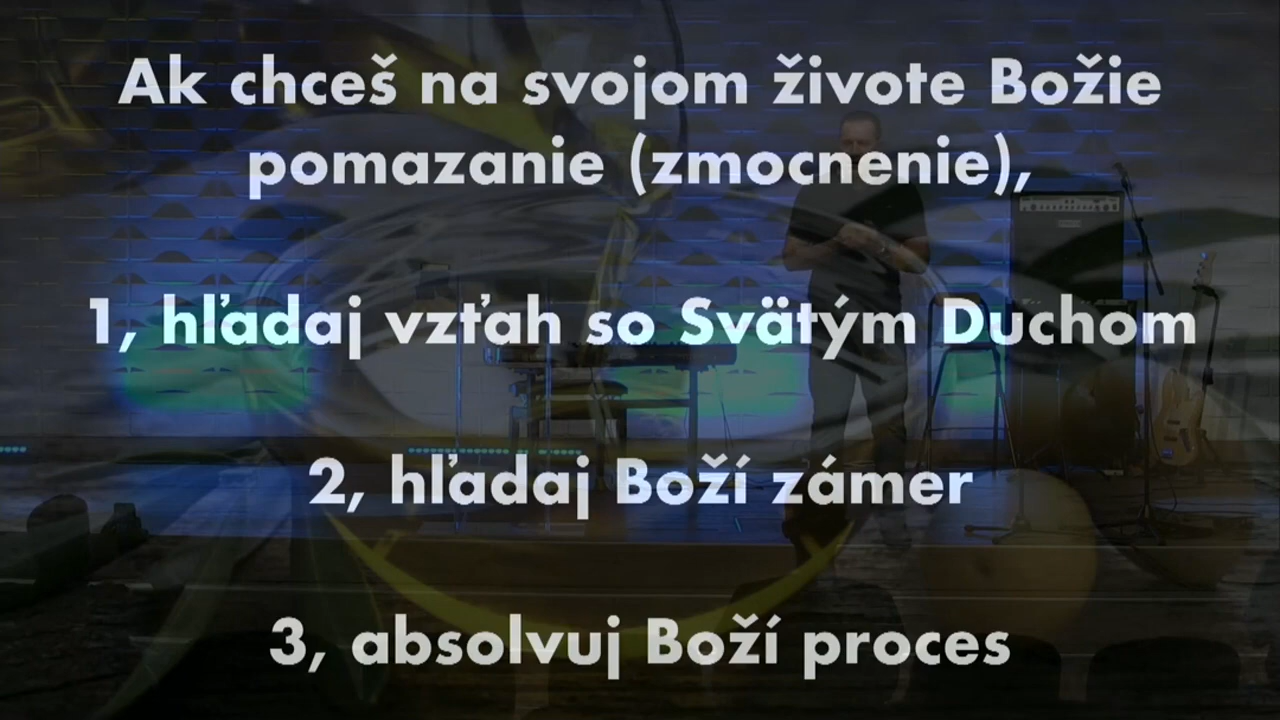 Ak chceš na svojom živote Božie
pomazanie (zmocnenie),
1, hľadaj vzťah so Svätým Duchom
2, hľadaj Boží zámer
3, absolvuj Boží proces